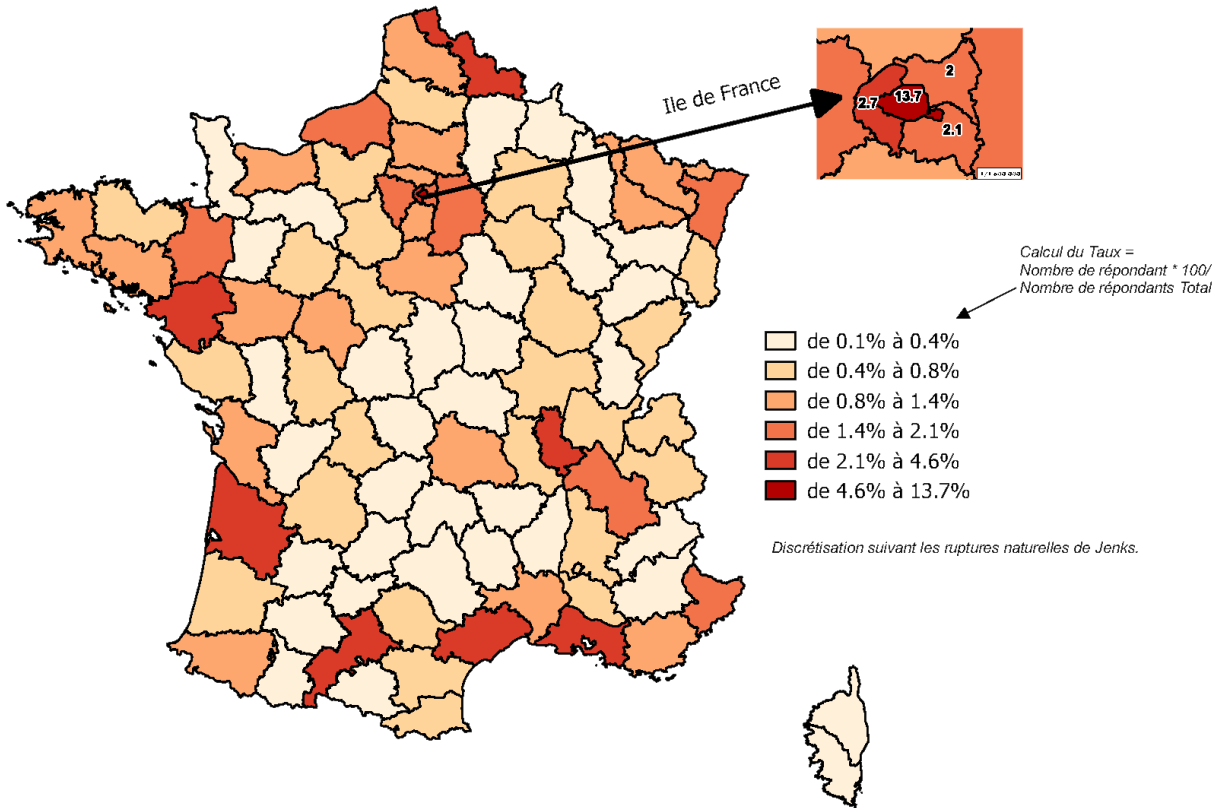 Ile de France
2
13.7
2.7
2.1
Calcul du Taux =
Nombre de répondant * 100/
Nombre de répondants Total
de 0.1% à 0.4%
de 0.4% à 0.8%
de 0.8% à 1.4%
de 1.4% à 2.1%
de 2.1% à 4.6%
de 4.6% à 13.7%
Discrétisation suivant les ruptures naturelles de Jenks.